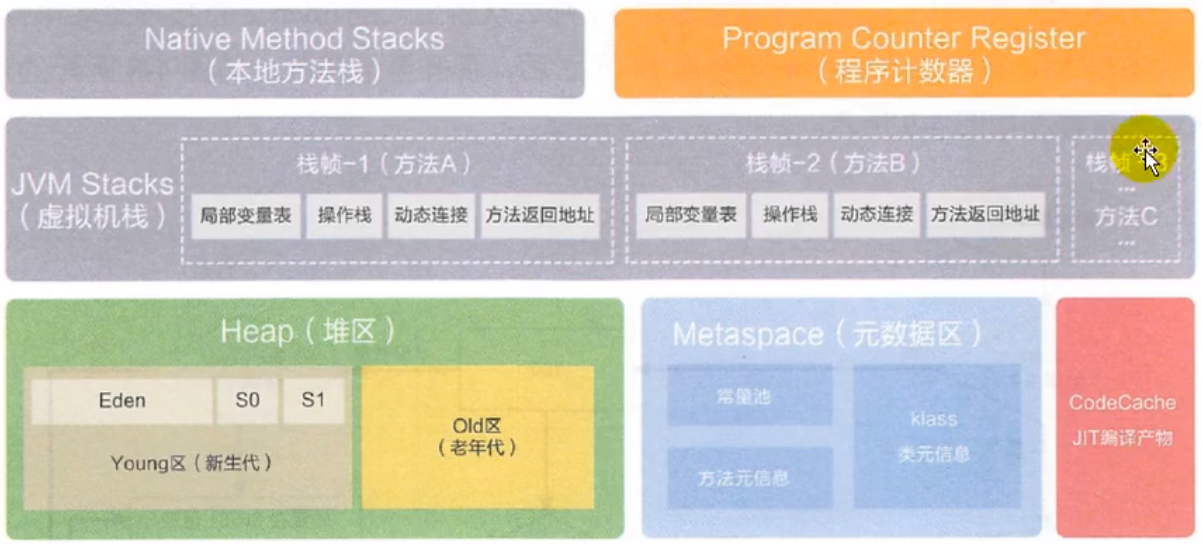 Native Method Stacks
（本地方法栈）
Program Counter Register
（程序计数器）
JVM Stacks
（虚拟机栈）
栈帧-1（方法A）
局部变量表
操作栈
动态连接
方法返回地址
栈帧-2（方法B）
局部变量表
操作栈
动态连接
方法返回地址
栈帧-3
...
方法C
...
Heap（堆区）
Eden
S0
S1
Young区（新生代）
Old区
（老年代）
Metaspace（元数据区）
常量池
方法元信息
klass
类元信息
CodeCache
JIT编译产物